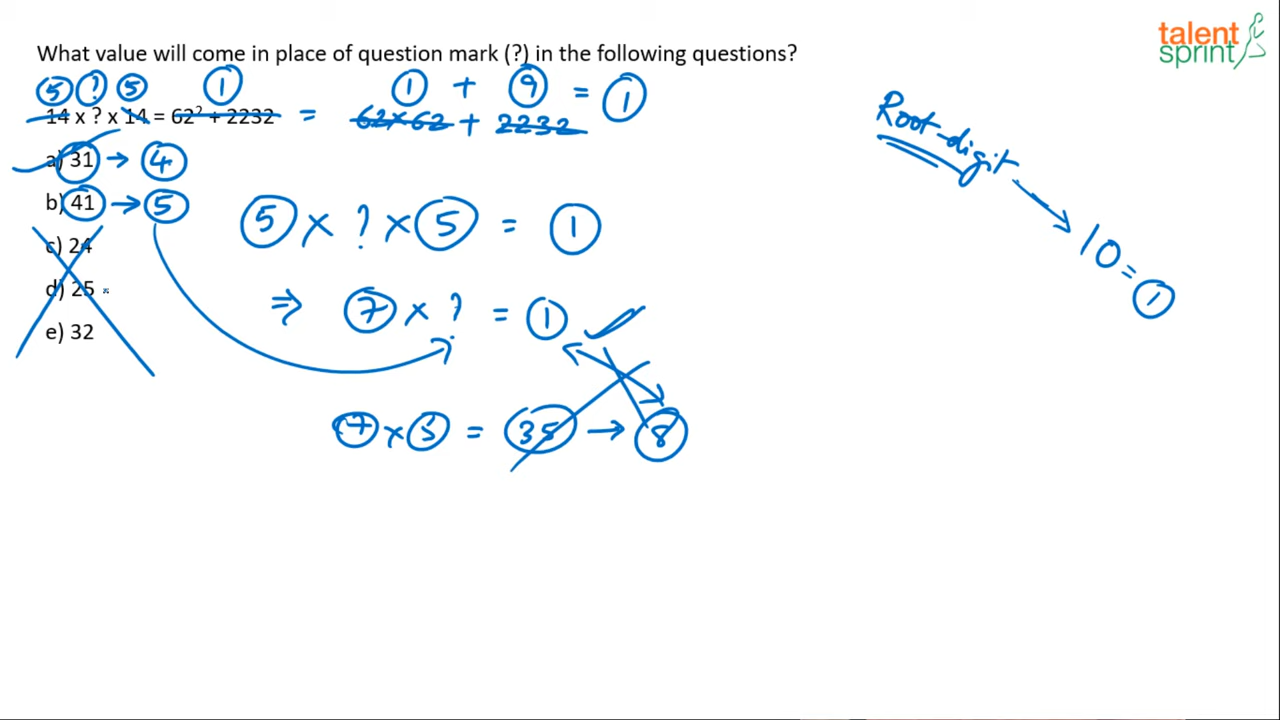 talent
sprint
What value will come in place of question mark (?) in the following questions?
5 ? 5 1 1 + 9 = 1
14 x ? x 14 = 62² + 2232 = 62×62 + 2232
a) 31 → 4
b) 41 → 5
c) 24
d) 25
e) 32
Root-digit → 10 = 1
5 × ? × 5 = 1
⇒ 7 × ? = 1
7 × 5 = 35 → 8